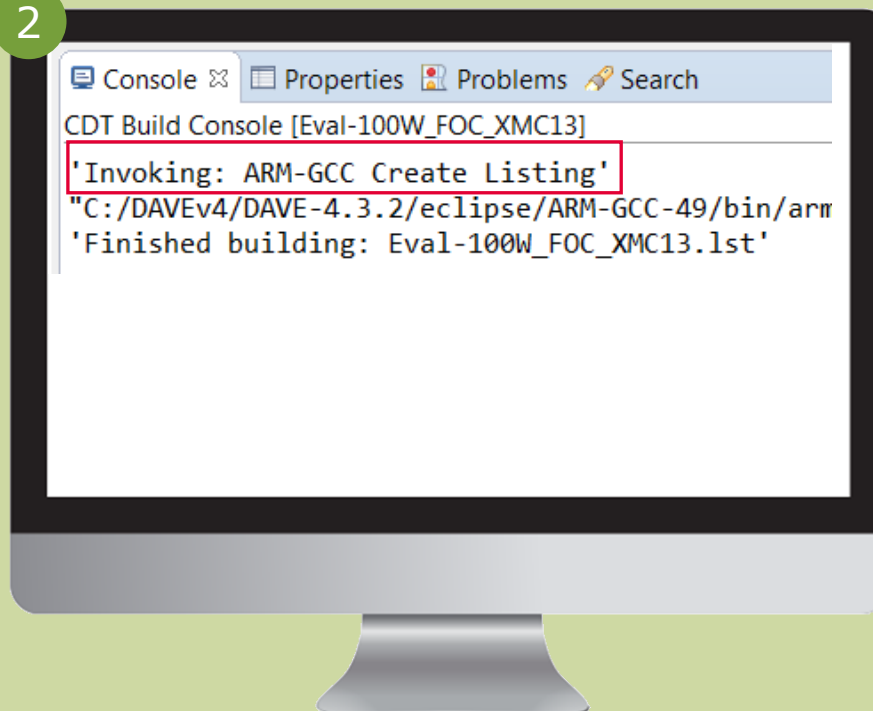 2
Console Properties Problems Search
CDT Build Console [Eval-100W_FOC_XMC13]
'Invoking: ARM-GCC Create Listing'
"C:/DAVEv4/DAVE-4.3.2/eclipse/ARM-GCC-49/bin/arm
'Finished building: Eval-100W_FOC_XMC13.lst'